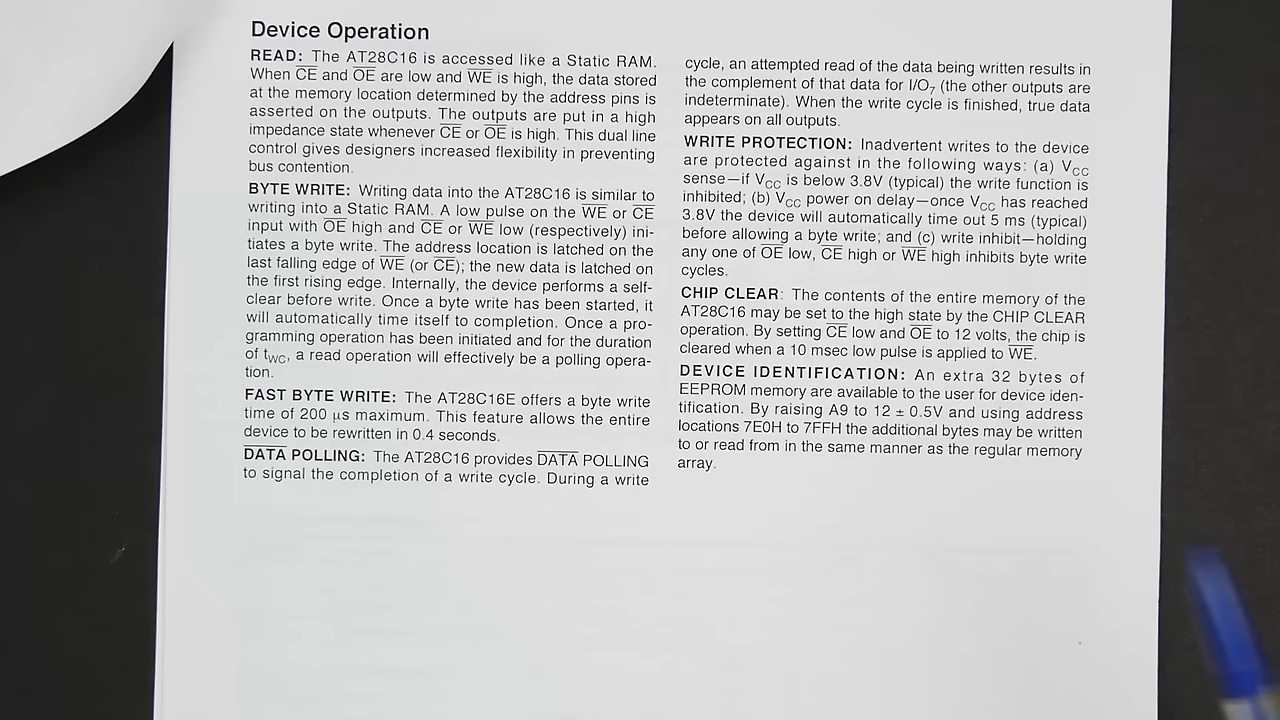 Device Operation
READ: The AT28C16 is accessed like a Static RAM.
When C̅E̅ and O̅E̅ are low and W̅E̅ is high, the data stored
at the memory location determined by the address pins is
asserted on the outputs. The outputs are put in a high
impedance state whenever C̅E̅ or O̅E̅ is high. This dual line
control gives designers increased flexibility in preventing
bus contention.
BYTE WRITE: Writing data into the AT28C16 is similar to
writing into a Static RAM. A low pulse on the W̅E̅ or C̅E̅
input with O̅E̅ high and C̅E̅ or W̅E̅ low (respectively) ini-
tiates a byte write. The address location is latched on the
last falling edge of W̅E̅ (or C̅E̅); the new data is latched on
the first rising edge. Internally, the device performs a self-
clear before write. Once a byte write has been started, it
will automatically time itself to completion. Once a pro-
gramming operation has been initiated and for the duration
of tWC, a read operation will effectively be a polling opera-
tion.
FAST BYTE WRITE: The AT28C16E offers a byte write
time of 200 µs maximum. This feature allows the entire
device to be rewritten in 0.4 seconds.
D̅A̅T̅A̅ POLLING: The AT28C16 provides D̅A̅T̅A̅ POLLING
to signal the completion of a write cycle. During a write
cycle, an attempted read of the data being written results in
the complement of that data for I/O₇ (the other outputs are
indeterminate). When the write cycle is finished, true data
appears on all outputs.
WRITE PROTECTION: Inadvertent writes to the device
are protected against in the following ways: (a) VCC
sense—if VCC is below 3.8V (typical) the write function is
inhibited; (b) VCC power on delay—once VCC has reached
3.8V the device will automatically time out 5 ms (typical)
before allowing a byte write; and (c) write inhibit—holding
any one of O̅E̅ low, C̅E̅ high or W̅E̅ high inhibits byte write
cycles.
CHIP CLEAR: The contents of the entire memory of the
AT28C16 may be set to the high state by the CHIP CLEAR
operation. By setting C̅E̅ low and O̅E̅ to 12 volts, the chip is
cleared when a 10 msec low pulse is applied to W̅E̅.
DEVICE IDENTIFICATION: An extra 32 bytes of
EEPROM memory are available to the user for device iden-
tification. By raising A9 to 12 ± 0.5V and using address
locations 7E0H to 7FFH the additional bytes may be written
to or read from in the same manner as the regular memory
array.